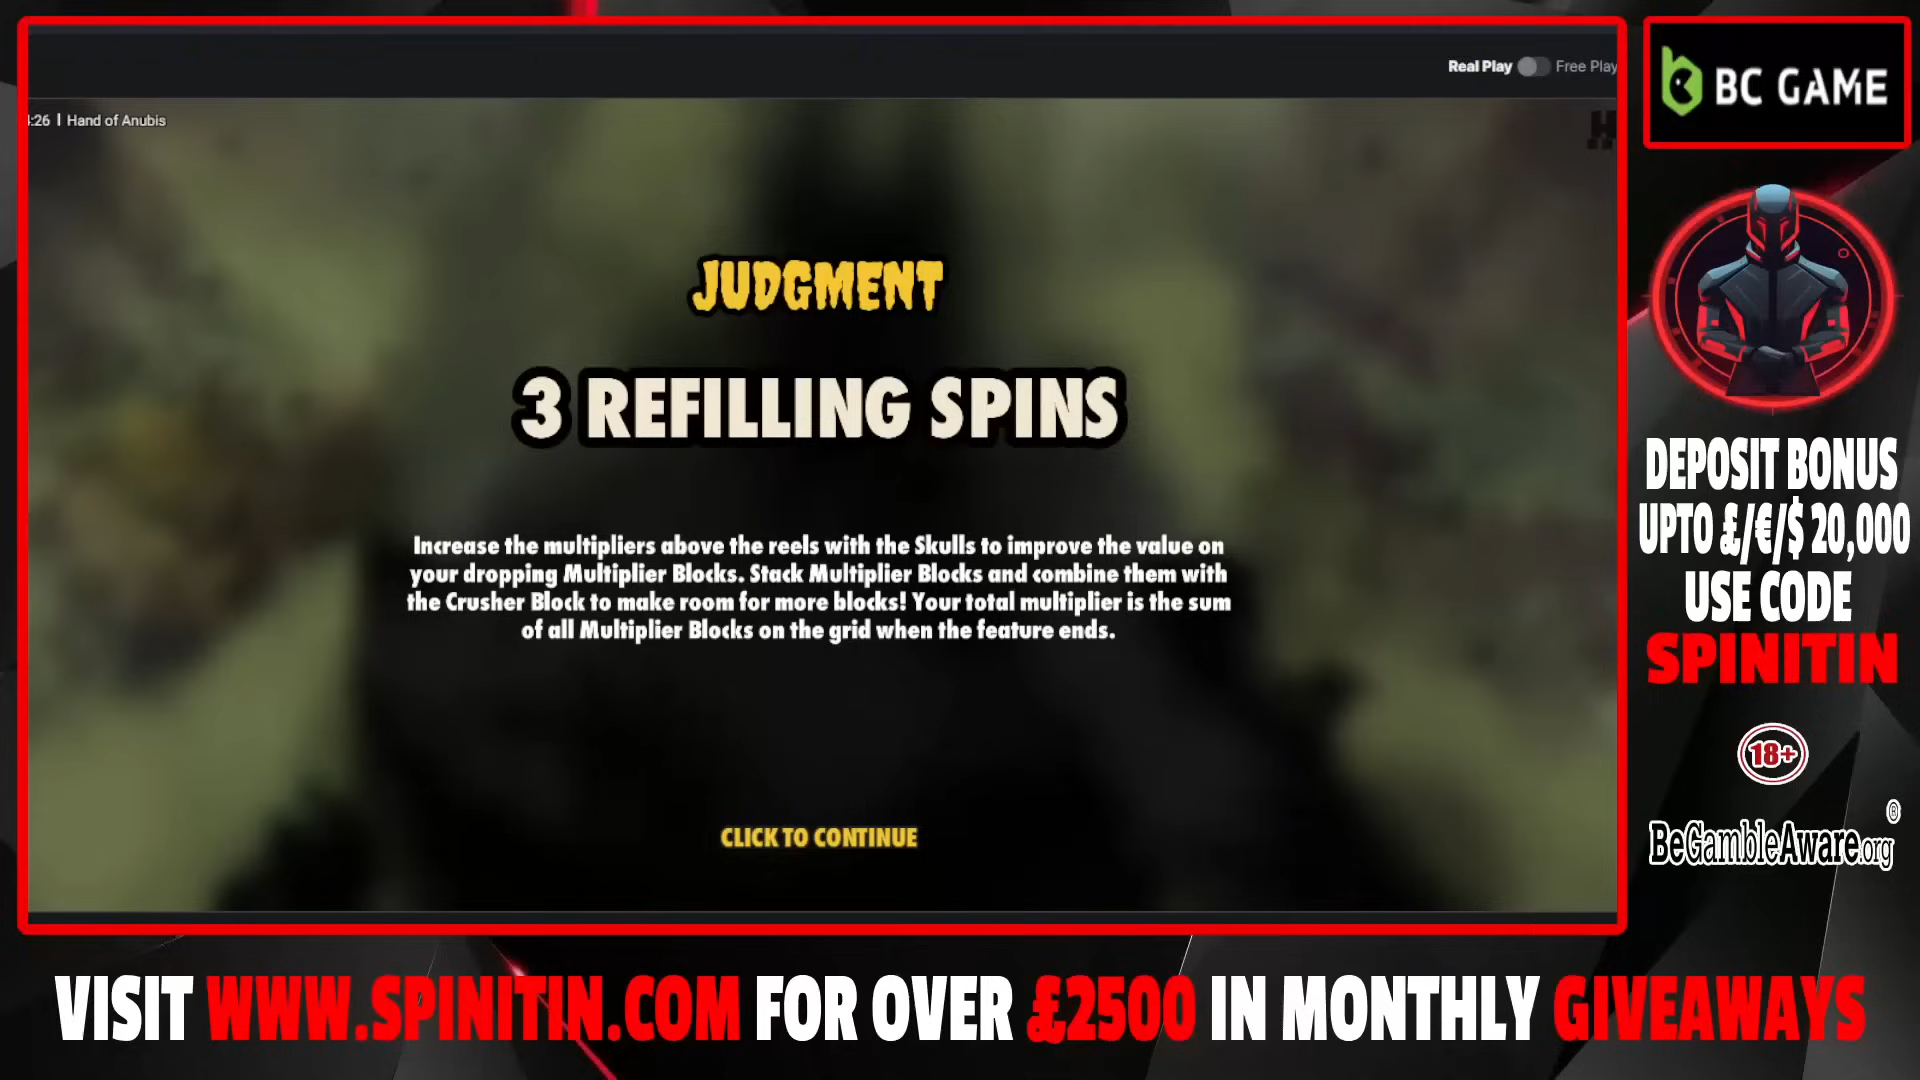 Real Play Free Play
:26 | Hand of Anubis
JUDGMENT
3 REFILLING SPINS
Increase the multipliers above the reels with the Skulls to improve the value on
your dropping Multiplier Blocks. Stack Multiplier Blocks and combine them with
the Crusher Block to make room for more blocks! Your total multiplier is the sum
of all Multiplier Blocks on the grid when the feature ends.
CLICK TO CONTINUE
BC GAME
DEPOSIT BONUS
UPTO £/€/$ 20,000
USE CODE
SPINITIN
18+
BeGambleAware.org®
VISIT WWW.SPINITIN.COM FOR OVER £2500 IN MONTHLY GIVEAWAYS